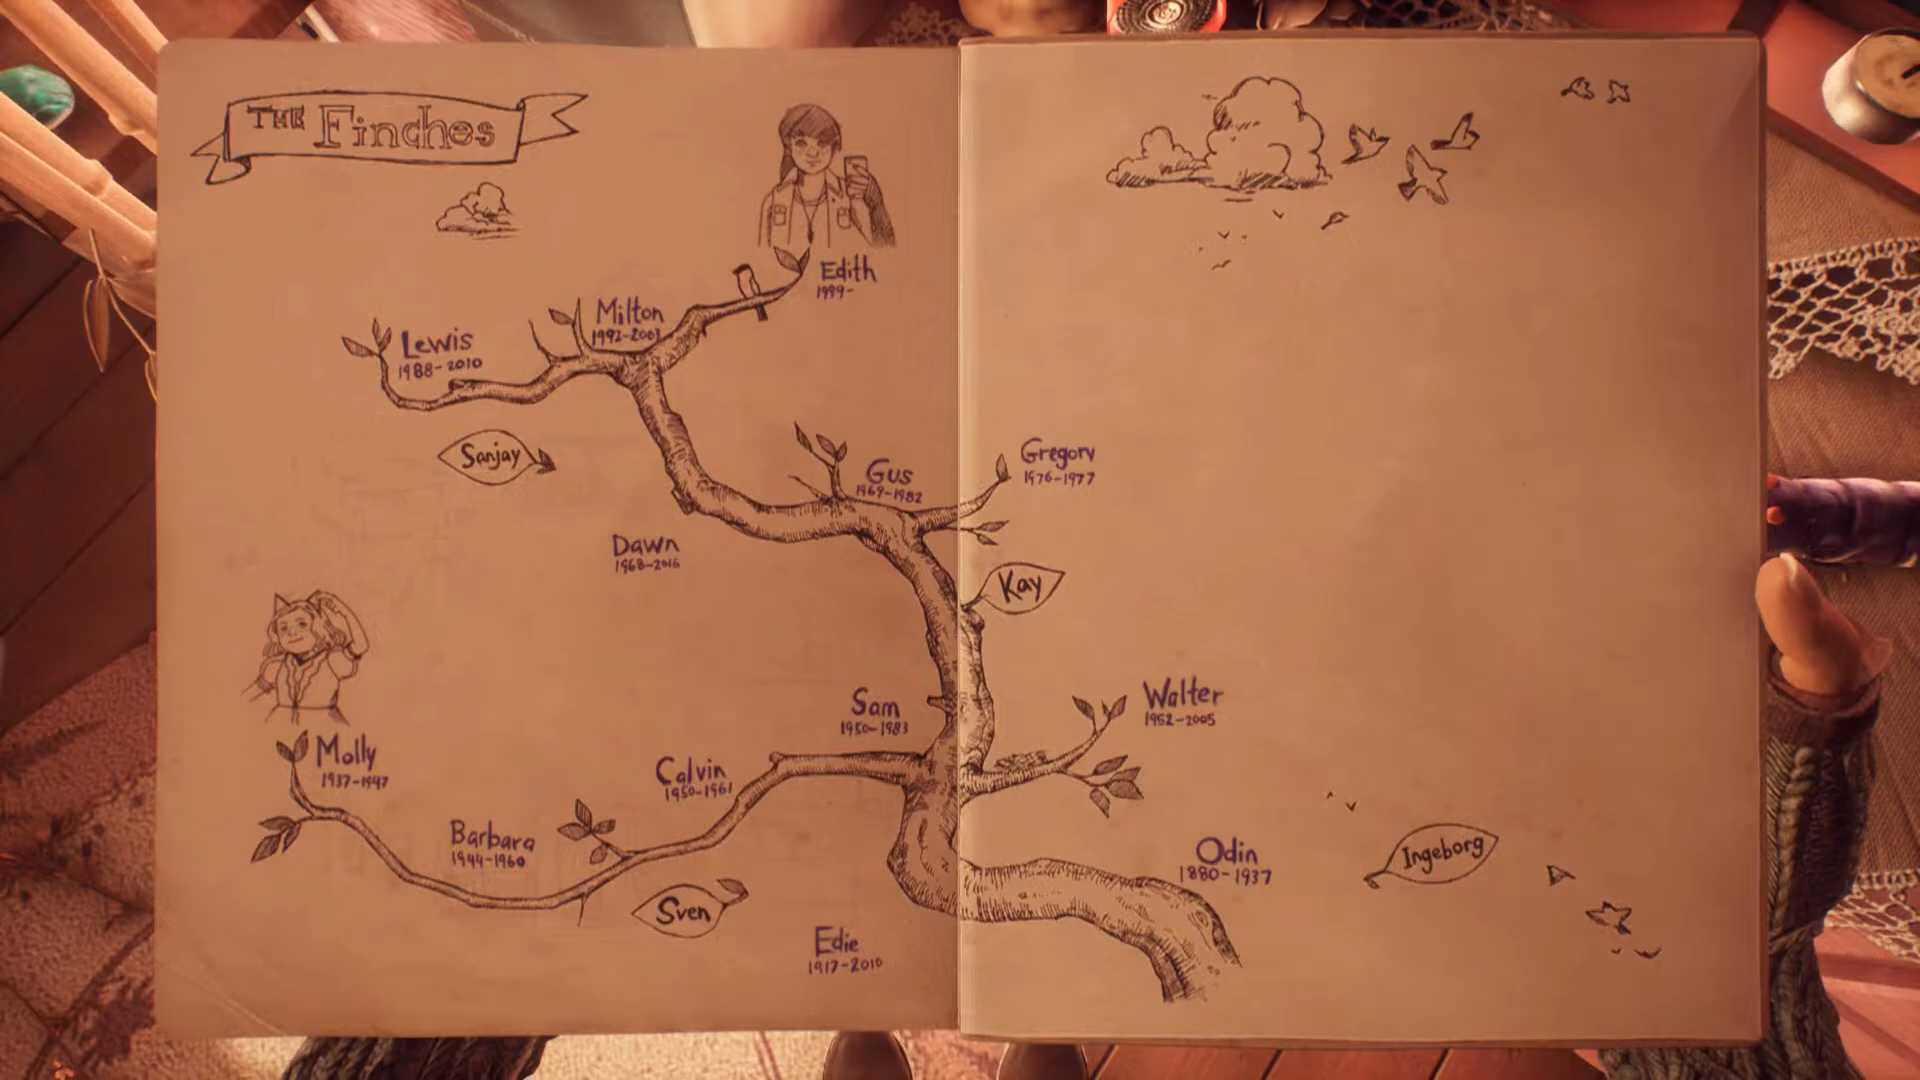 THE Finches
Edith
1999-
Milton
1992-2003
Lewis
1988-2010
Sanjay
Gregory
1976-1977
Gus
1969-1982
Dawn
1968-2016
Kay
Sam
1950-1983
Walter
1952-2005
Molly
1937-1947
Calvin
1950-1961
Barbara
1944-1960
Odin
1880-1937
Ingeborg
Sven
Edie
1917-2010